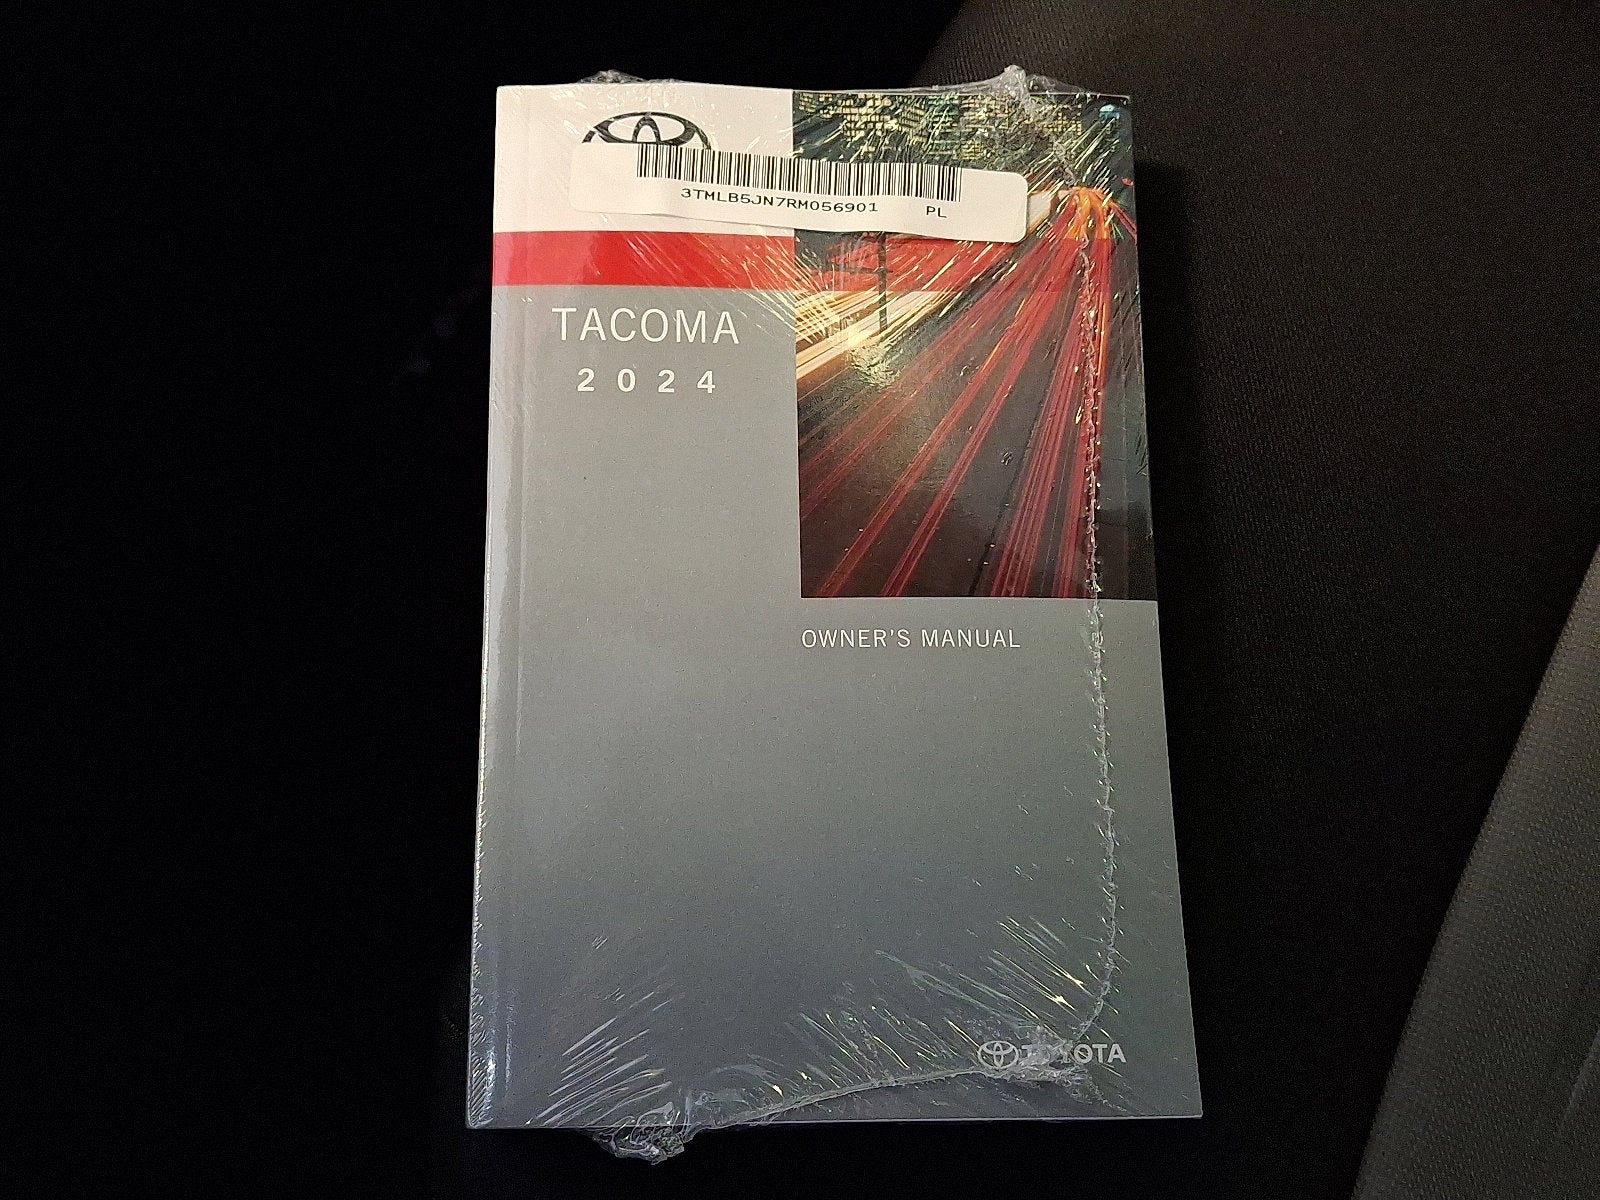 3TMLB5JN7RM056901 PL
TACOMA
2024
OWNER'S MANUAL
TOYOTA